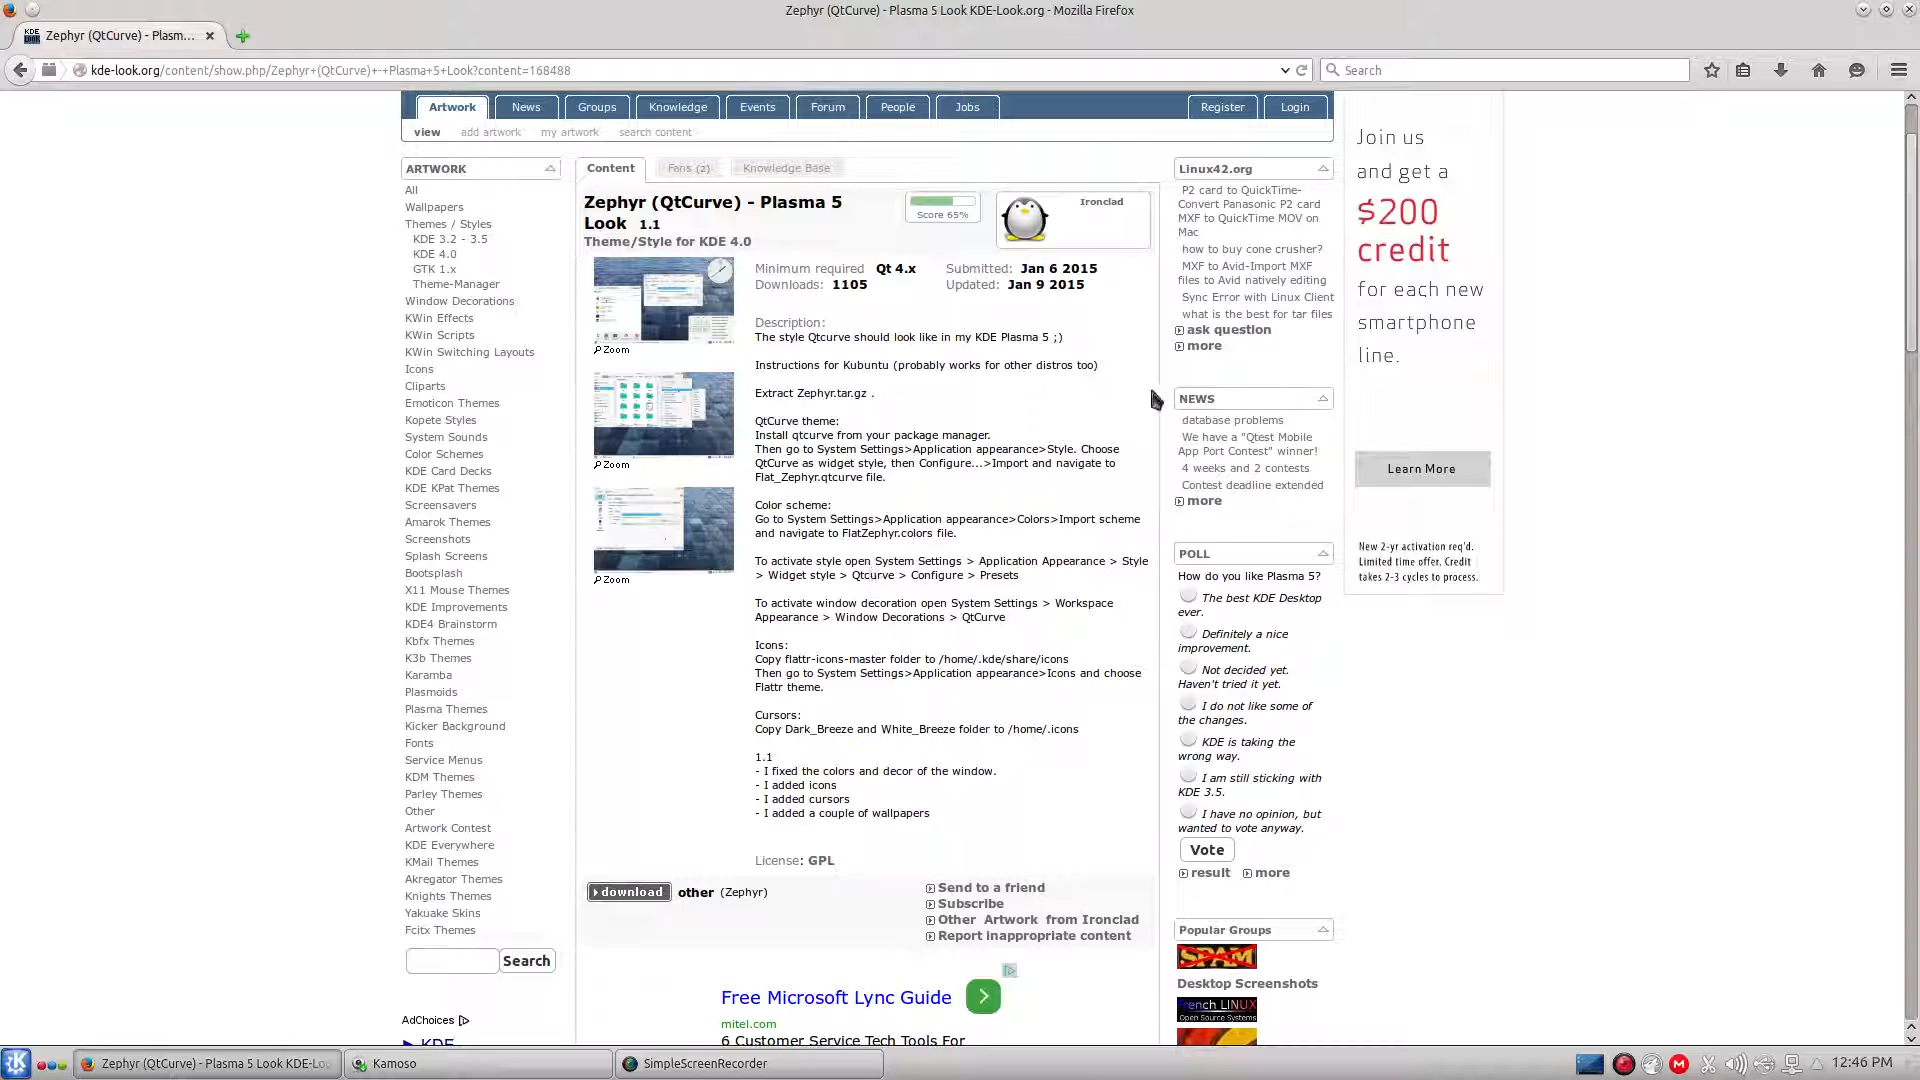 Zephyr (QtCurve) - Plasma 5 Look KDE-Look.org - Mozilla Firefox
KDE LOOK
Zephyr (QtCurve) - Plasm...
kde-look.org/content/show.php/Zephyr+(QtCurve)+-+Plasma+5+Look?content=168488
Search
Artwork
News
Groups
Knowledge
Events
Forum
People
Jobs
Register
Login
view
add artwork
my artwork
search content
ARTWORK
All
Wallpapers
Themes / Styles
KDE 3.2 - 3.5
KDE 4.0
GTK 1.x
Theme-Manager
Window Decorations
KWin Effects
KWin Scripts
KWin Switching Layouts
Icons
Cliparts
Emoticon Themes
Kopete Styles
System Sounds
Color Schemes
KDE Card Decks
KDE KPat Themes
Screensavers
Amarok Themes
Screenshots
Splash Screens
Bootsplash
X11 Mouse Themes
KDE Improvements
KDE4 Brainstorm
Kbfx Themes
K3b Themes
Karamba
Plasmoids
Plasma Themes
Kicker Background
Fonts
Service Menus
KDM Themes
Parley Themes
Other
Artwork Contest
KDE Everywhere
KMail Themes
Akregator Themes
Knights Themes
Yakuake Skins
Fcitx Themes
Search
AdChoices
KDE
Content
Fans (2)
Knowledge Base
Zephyr (QtCurve) - Plasma 5
Look 1.1
Theme/Style for KDE 4.0
Score 65%
Ironclad
Zoom
Zoom
Zoom
Minimum required Qt 4.x
Downloads: 1105
Submitted: Jan 6 2015
Updated: Jan 9 2015
Description:
The style Qtcurve should look like in my KDE Plasma 5 ;)
Instructions for Kubuntu (probably works for other distros too)
Extract Zephyr.tar.gz .
QtCurve theme:
Install qtcurve from your package manager.
Then go to System Settings>Application appearance>Style. Choose
QtCurve as widget style, then Configure...>Import and navigate to
Flat_Zephyr.qtcurve file.
Color scheme:
Go to System Settings>Application appearance>Colors>Import scheme
and navigate to FlatZephyr.colors file.
To activate style open System Settings > Application Appearance > Style
> Widget style > Qtcurve > Configure > Presets
To activate window decoration open System Settings > Workspace
Appearance > Window Decorations > QtCurve
Icons:
Copy flattr-icons-master folder to /home/.kde/share/icons
Then go to System Settings>Application appearance>Icons and choose
Flattr theme.
Cursors:
Copy Dark_Breeze and White_Breeze folder to /home/.icons
1.1
- I fixed the colors and decor of the window.
- I added icons
- I added cursors
- I added a couple of wallpapers
License: GPL
download other (Zephyr)
Send to a friend
Subscribe
Other Artwork from Ironclad
Report inappropriate content
Free Microsoft Lync Guide
mitel.com
6 Customer Service Tech Tools For
Linux42.org
P2 card to QuickTime-
Convert Panasonic P2 card
MXF to QuickTime MOV on
Mac
how to buy cone crusher?
MXF to Avid-Import MXF
files to Avid natively editing
Sync Error with Linux Client
what is the best for tar files
ask question
more
NEWS
database problems
We have a "Qtest Mobile
App Port Contest" winner!
4 weeks and 2 contests
Contest deadline extended
more
POLL
How do you like Plasma 5?
The best KDE Desktop
ever.
Definitely a nice
improvement.
Not decided yet.
Haven't tried it yet.
I do not like some of
the changes.
KDE is taking the
wrong way.
I am still sticking with
KDE 3.5.
I have no opinion, but
wanted to vote anyway.
Vote
result more
Popular Groups
SPAM
Desktop Screenshots
French LINUX
Open Source Systems
Join us
and get a
$200
credit
for each new
smartphone
line.
Learn More
New 2-yr activation req'd.
Limited time offer. Credit
takes 2-3 cycles to process.
Zephyr (QtCurve) - Plasma 5 Look KDE-Lo
Kamoso
SimpleScreenRecorder
12:46 PM